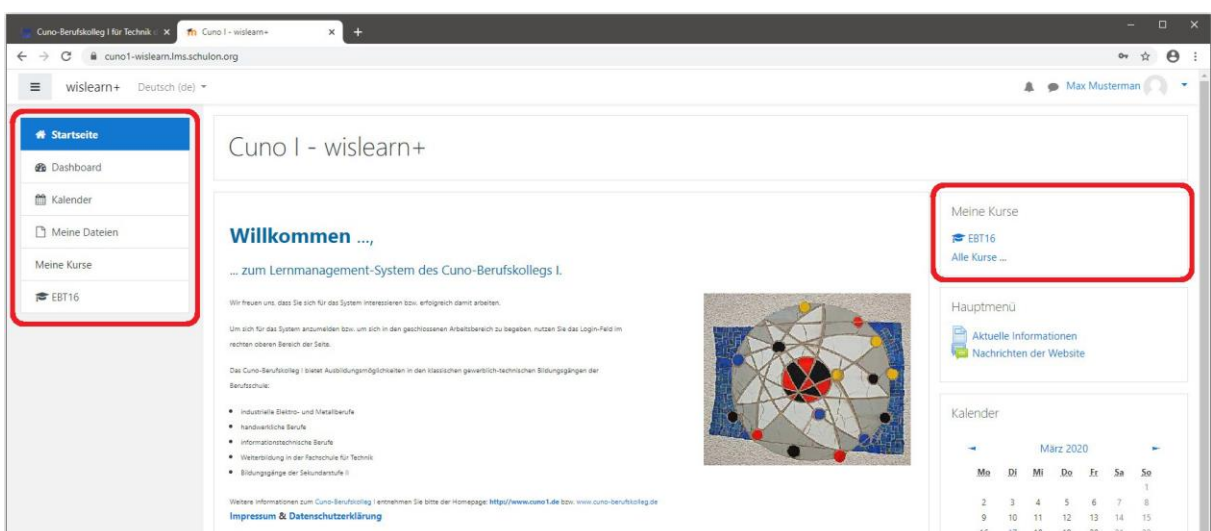 Cuno-Berufskolleg I für Technik
Cuno I - wislearn+
cuno1-wislearn.lms.schulon.org
wislearn+ Deutsch (de)
Max Musterman
Startseite
Dashboard
Kalender
Meine Dateien
Meine Kurse
EBT16
Cuno I - wislearn+
Willkommen ...,
... zum Lernmanagement-System des Cuno-Berufskollegs I.
Wir freuen uns, dass Sie sich für das System interessieren bzw. erfolgreich damit arbeiten.
Um sich für das System anzumelden bzw. um sich in den geschlossenen Arbeitsbereich zu begeben, nutzen Sie das Login-Feld im
rechten oberen Bereich der Seite.
Das Cuno-Berufskolleg I bietet Ausbildungsmöglichkeiten in den klassischen gewerblich-technischen Bildungsgängen der
Berufsschule:
industrielle Elektro- und Metallberufe
handwerkliche Berufe
informationstechnische Berufe
Weiterbildung in der Fachschule für Technik
Bildungsgänge der Sekundarstufe II
Weitere Informationen zum Cuno-Berufskolleg I entnehmen Sie bitte der Homepage: http://www.cuno1.de bzw. www.cuno-berufskolleg.de
Impressum & Datenschutzerklärung
Meine Kurse
EBT16
Alle Kurse ...
Hauptmenü
Aktuelle Informationen
Nachrichten der Website
Kalender
März 2020
Mo Di Mi Do Fr Sa So
1
2 3 4 5 6 7 8
9 10 11 12 13 14 15